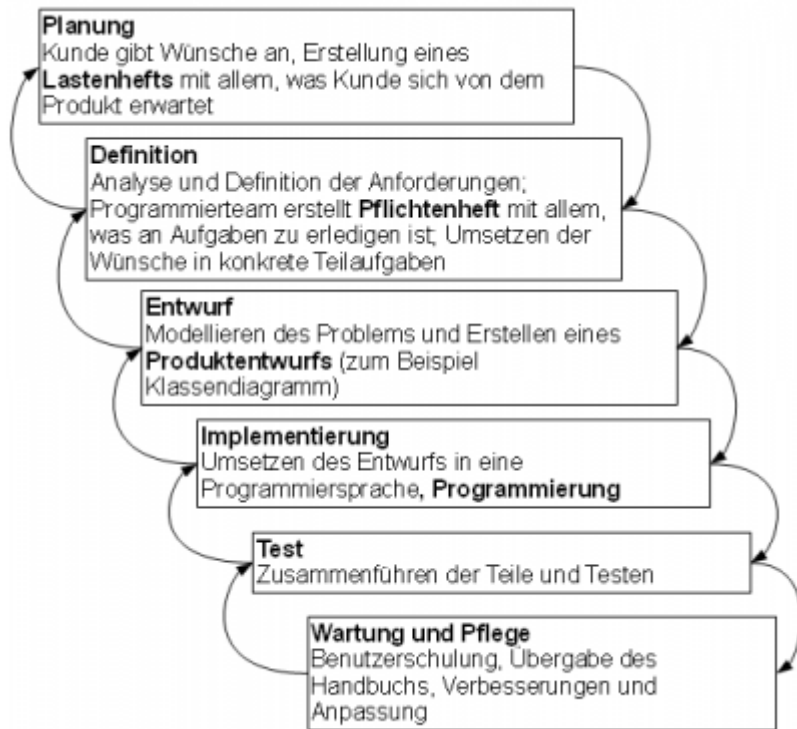 Planung
Kunde gibt Wünsche an, Erstellung eines
Lastenhefts mit allem, was Kunde sich von dem
Produkt erwartet
Definition
Analyse und Definition der Anforderungen;
Programmierteam erstellt Pflichtenheft mit allem,
was an Aufgaben zu erledigen ist; Umsetzen der
Wünsche in konkrete Teilaufgaben
Entwurf
Modellieren des Problems und Erstellen eines
Produktentwurfs (zum Beispiel
Klassendiagramm)
Implementierung
Umsetzen des Entwurfs in eine
Programmiersprache, Programmierung
Test
Zusammenführen der Teile und Testen
Wartung und Pflege
Benutzerschulung, Übergabe des
Handbuchs, Verbesserungen und
Anpassung